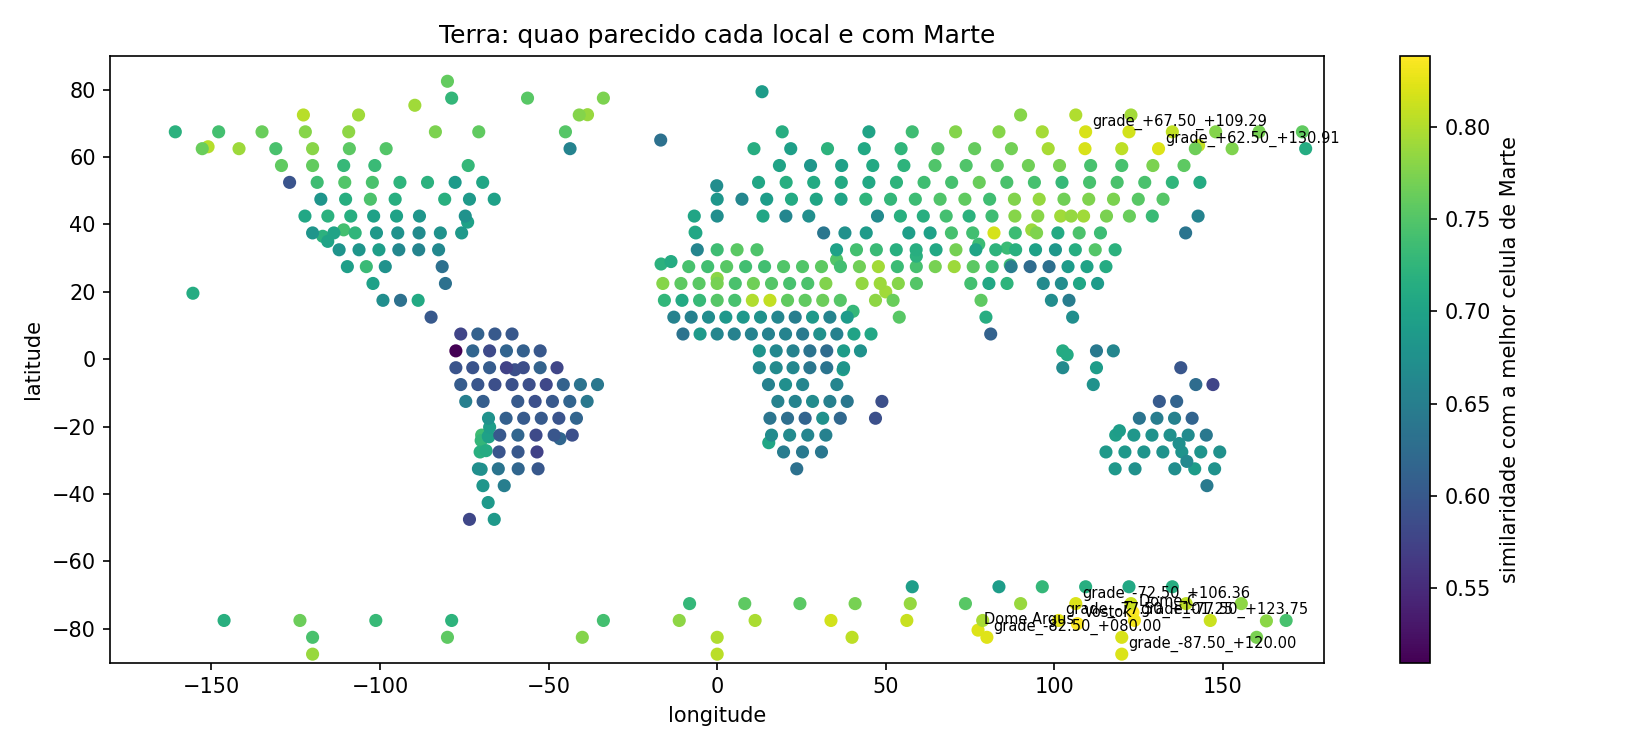 Terra: quao parecido cada local e com Marte
80
60
40
20
0
−20
−40
−60
−80
latitude
−150
−100
−50
0
50
100
150
longitude
grade_+67.50_+109.29
grade_+62.50_+130.91
grade_-72.50_+106.36
Dome C
Vostok
Dome Argus
grade_-82.50_+080.00
grade_-87.50_+120.00
0.80
0.75
0.70
0.65
0.60
0.55
similaridade com a melhor celula de Marte